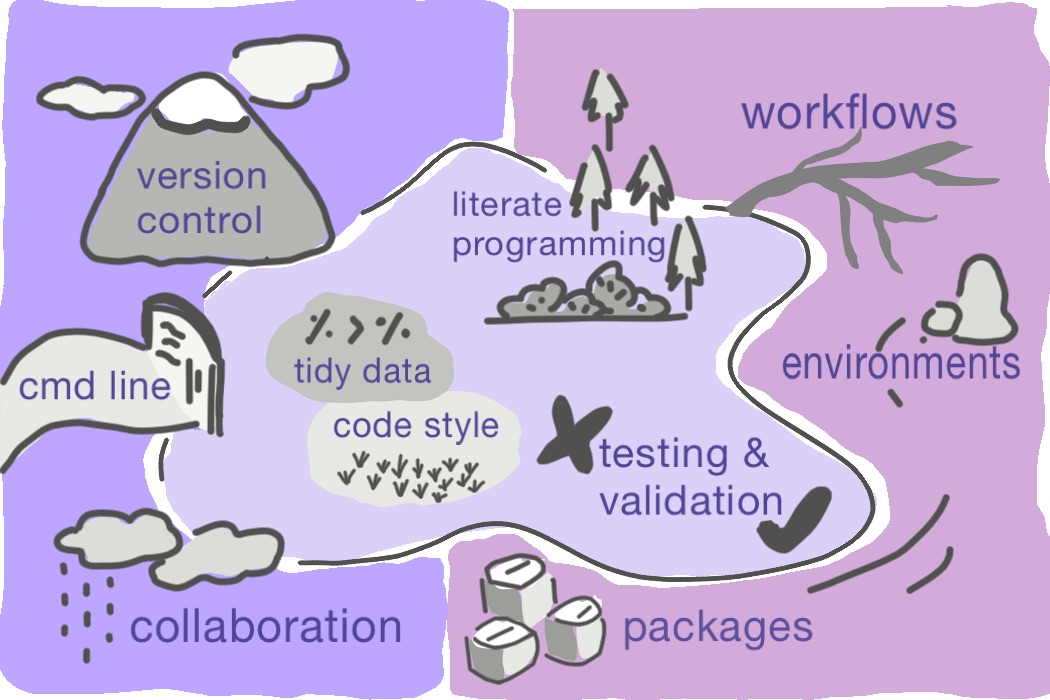 version
control
workflows
literate
programming
environments
% > %
tidy data
cmd line
code style
testing &
validation
collaboration
packages